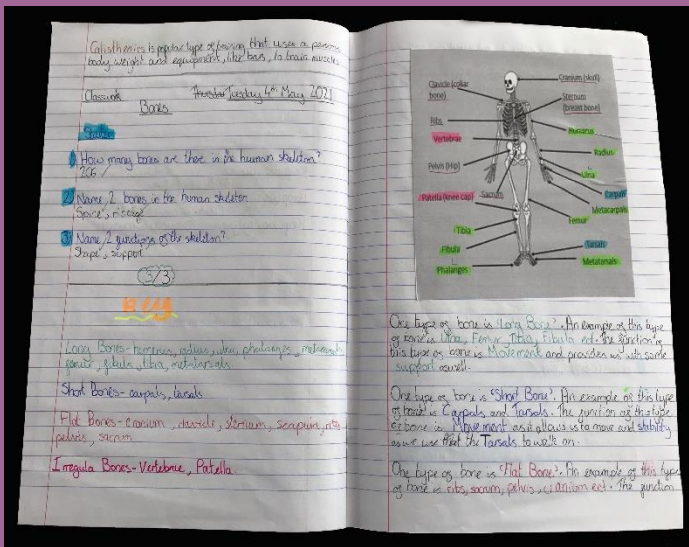 Calisthenics is popular type of training that uses a persons
body weight and equipment, like bars, to train muscles
Classwork Tuesday 4th May 2021
Bones
1 How many bones are there in the human skeleton?
206
2 Name 2 bones in the human skeleton
3 Name 2 functions of the skeleton?
Shape, support
3/3
Key
Long Bones- humerus, radius, ulna, phalanges, metacarpals
femur, fibula, tibia, metatarsals
Short Bones- carpals, tarsals
Flat Bones- cranium, clavicle, sternum, scapula, ribs
pelvis, sacrum
Irregula Bones- Vertebrae, Patella
Clavicle (collar
bone)
Ribs
Vertebrae
Pelvis (Hip)
Sacrum
Patella (knee cap)
Tibia
Fibula
Phalanges
Cranium (skull)
Sternum
(breast bone)
Humerus
Radius
Ulna
Carpals
Metacarpals
Femur
Tarsals
Metatarsals
One type of bone is 'Long Bone'. An example of this type
of bone is Ulna, Femur, Tibia, Fibula ect. The function of
this type of bone is Movement and provides us with some
support aswell.
One type of bone is 'Short Bone'. An example of this type
of bone is Carpals and Tarsals. The function of this type
of bone is Movement as it allows us to move and stability
as we use the Tarsals to walk on.
One type of bone is 'Flat Bone'. An example of this type
of bone is ribs, sacrum, pelvis, cranium ect. The function